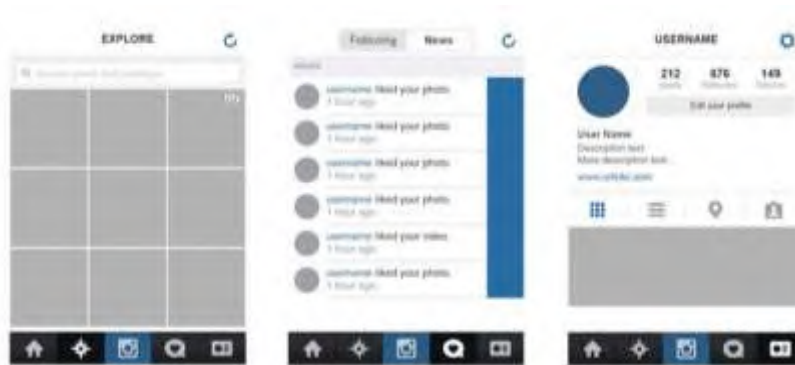 EXPLORE
Following News
username liked your photo
1 hour ago
username liked your photo
1 hour ago
username liked your photo
1 hour ago
username liked your photo
1 hour ago
username liked your video
1 hour ago
username liked your photo
1 hour ago
USERNAME
212 876 149
Edit your profile
User Name
Description text
More description text